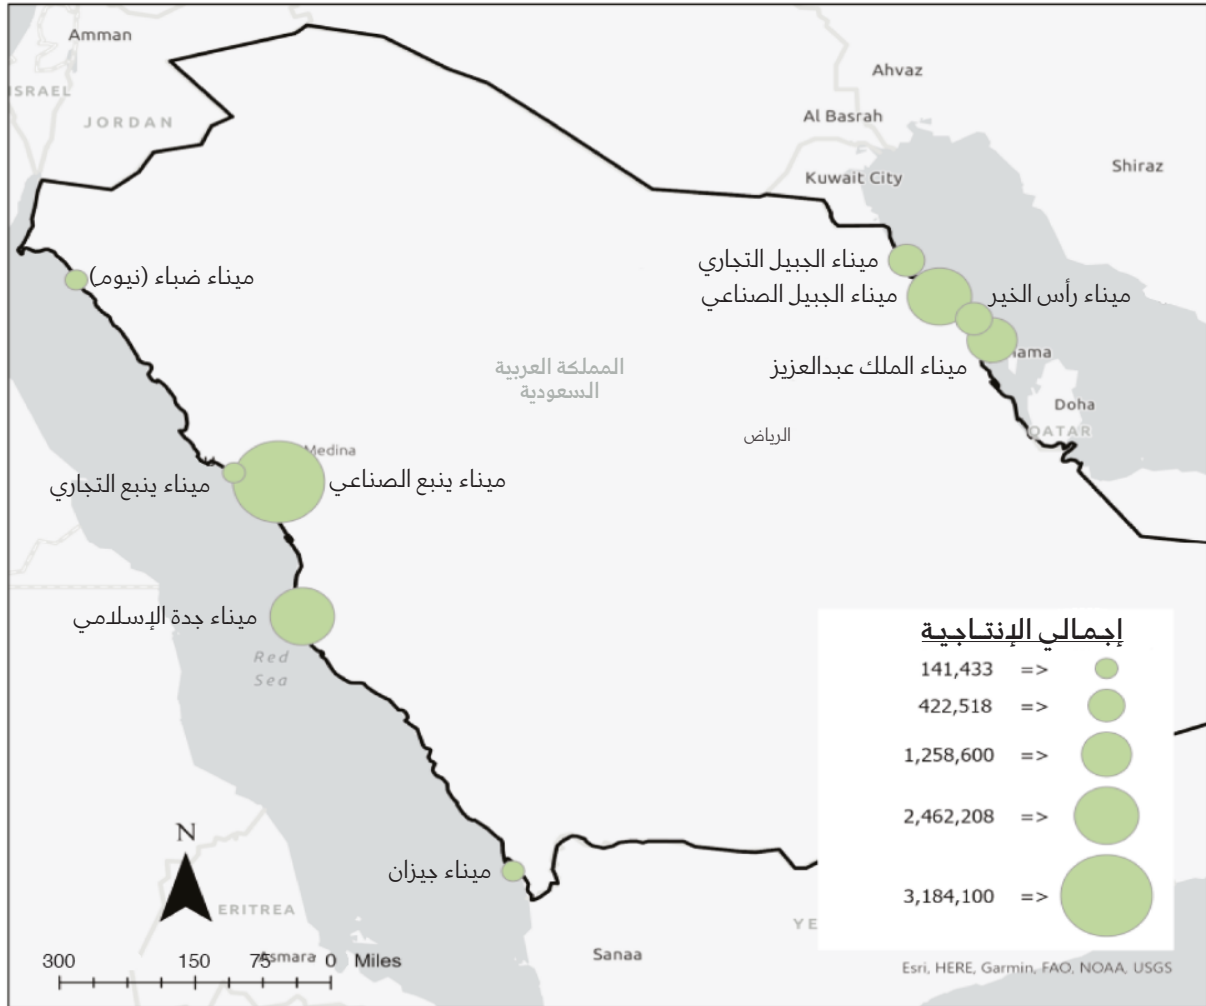 Amman
ISRAEL
JORDAN
Ahvaz
Al Basrah
Kuwait City
Shiraz
ميناء ضباء (نيوم)
ميناء الجبيل التجاري
ميناء الجبيل الصناعي
ميناء رأس الخير
ميناء الملك عبدالعزيز
المملكة العربية
السعودية
الرياض
Doha
QATAR
Medina
ميناء ينبع التجاري
ميناء ينبع الصناعي
ميناء جدة الإسلامي
Red
Sea
ميناء جيزان
ERITREA
Asmara
Sanaa
YE
N
300 150 75 0 Miles
إجمالي الإنتاجية
141,433 =>
422,518 =>
1,258,600 =>
2,462,208 =>
3,184,100 =>
Esri, HERE, Garmin, FAO, NOAA, USGS